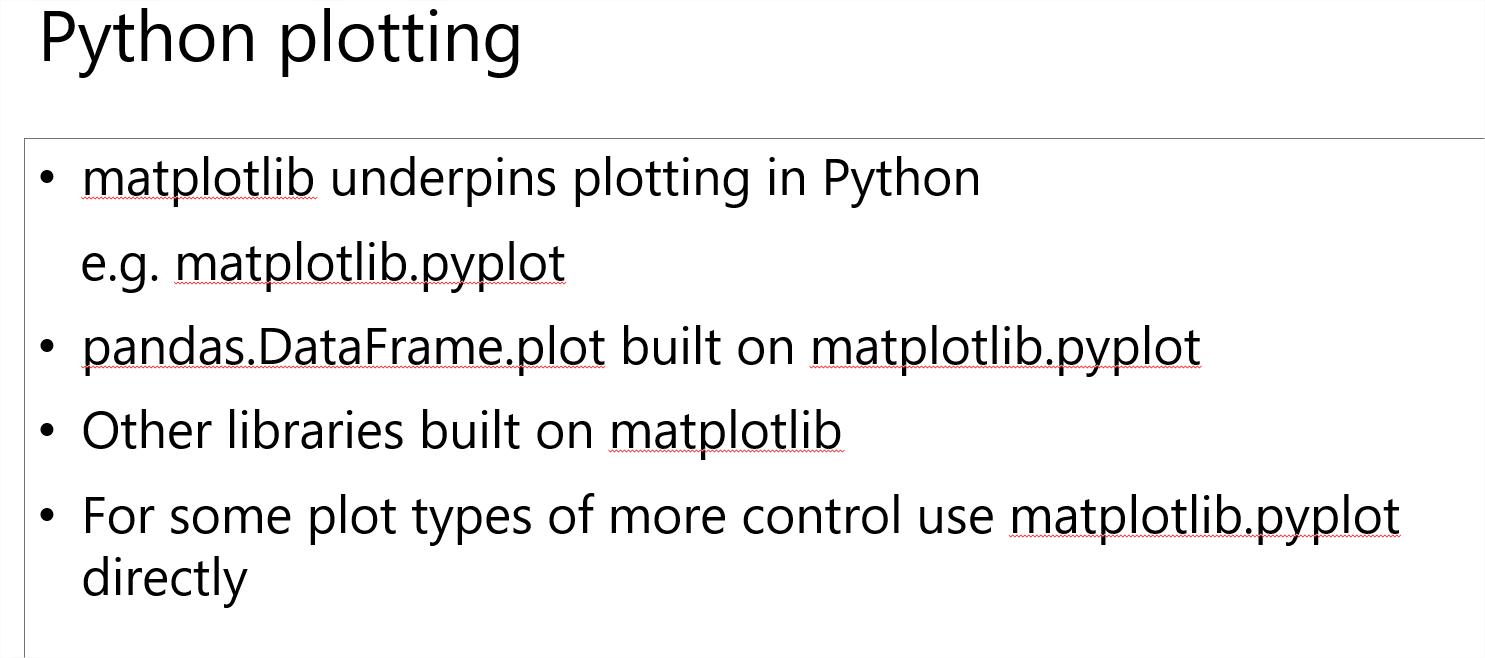 Python plotting
• matplotlib underpins plotting in Python
e.g. matplotlib.pyplot
• pandas.DataFrame.plot built on matplotlib.pyplot
• Other libraries built on matplotlib
• For some plot types of more control use matplotlib.pyplot
directly